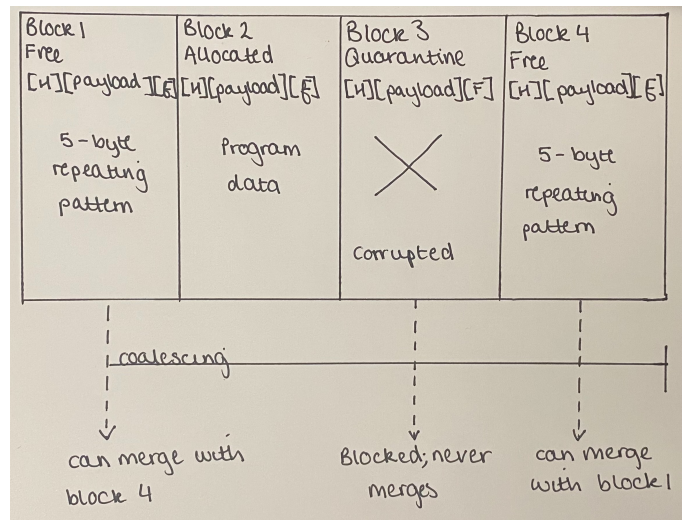 Block 1
Free
[H][payload][F]
5-byte
repeating
pattern
Block 2
Allocated
[H][payload][F]
Program
data
Block 3
Quarantine
[H][payload][F]
corrupted
Block 4
Free
[H][payload][F]
5-byte
repeating
pattern
coalescing
can merge with
block 4
Blocked; never
merges
can merge
with block 1